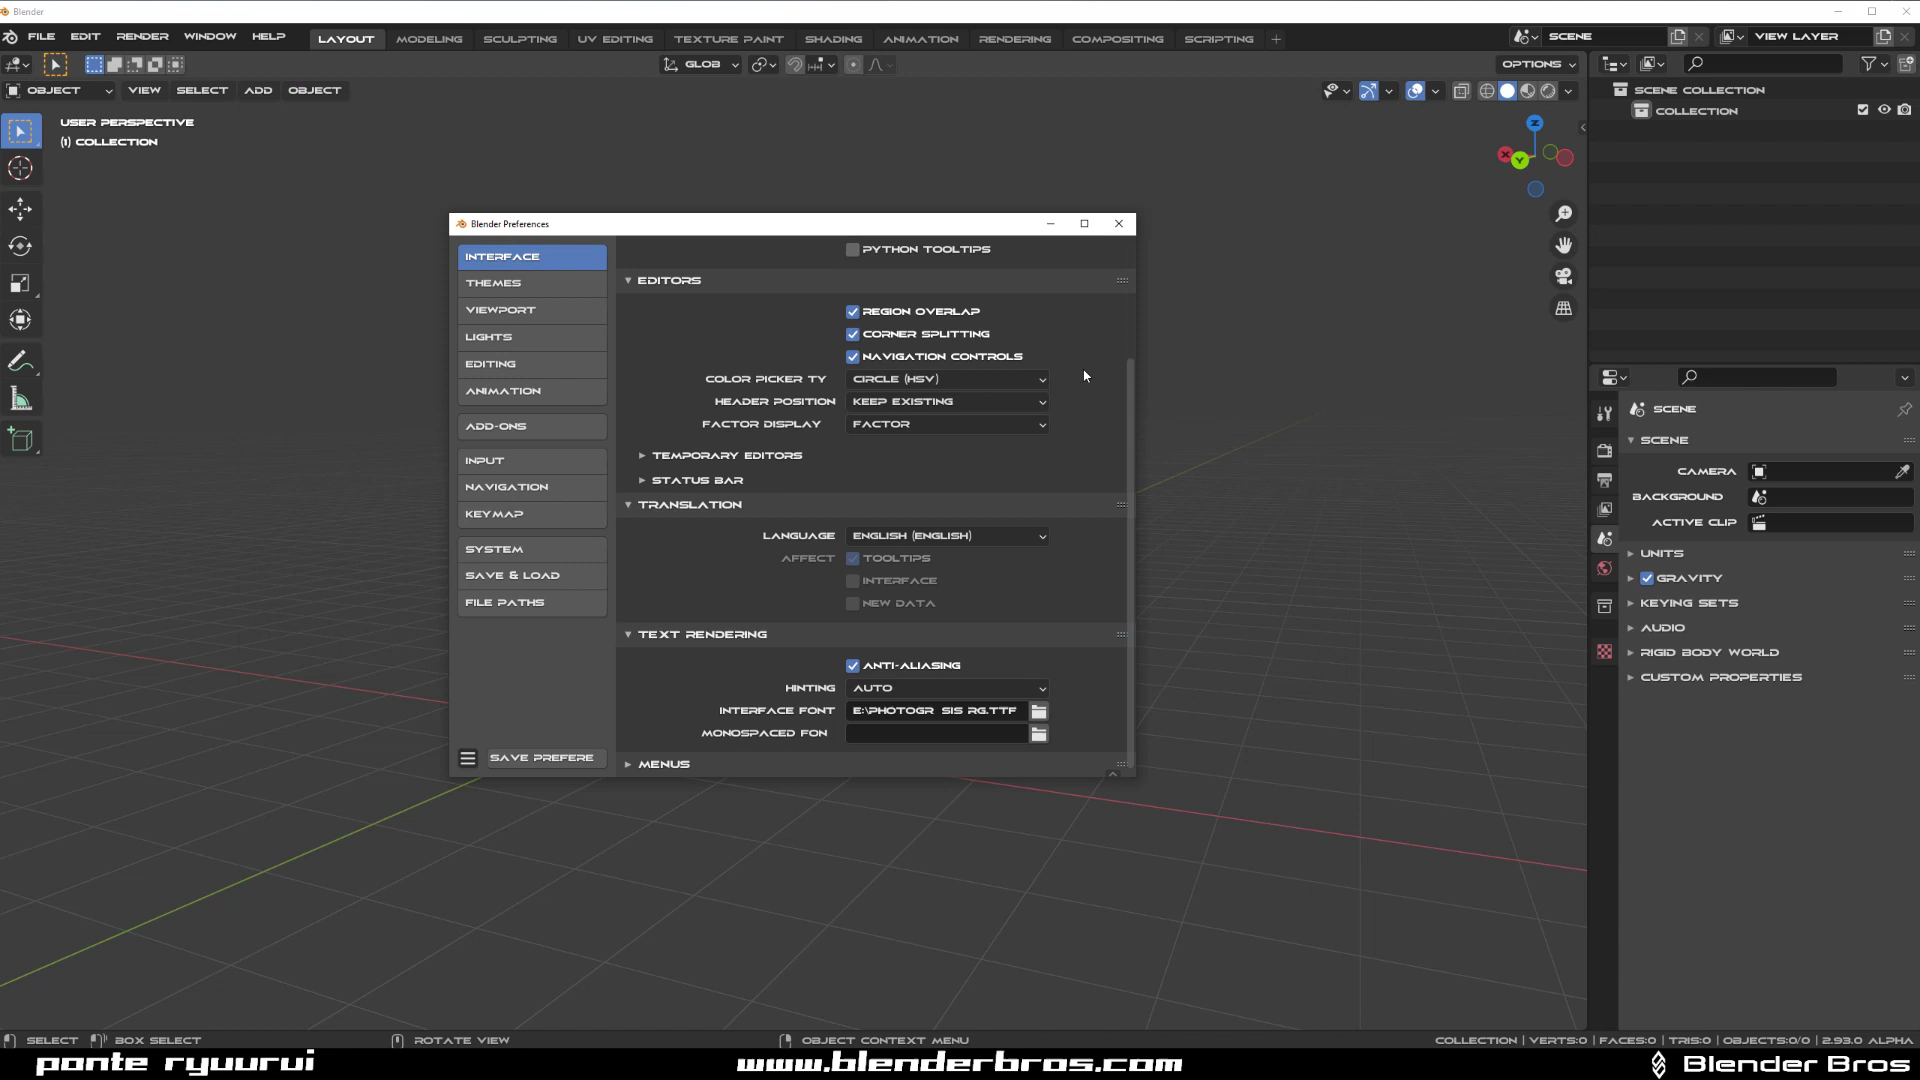 Blender
FILE EDIT RENDER WINDOW HELP LAYOUT MODELING SCULPTING UV EDITING TEXTURE PAINT SHADING ANIMATION RENDERING COMPOSITING SCRIPTING + SCENE VIEW LAYER
GLOB OPTIONS
OBJECT VIEW SELECT ADD OBJECT
USER PERSPECTIVE
(1) COLLECTION
Z
X
Y
SCENE COLLECTION
COLLECTION
Blender Preferences
INTERFACE
THEMES
VIEWPORT
LIGHTS
EDITING
ANIMATION
ADD-ONS
INPUT
NAVIGATION
KEYMAP
SYSTEM
SAVE & LOAD
FILE PATHS
SAVE PREFERE
PYTHON TOOLTIPS
EDITORS
REGION OVERLAP
CORNER SPLITTING
NAVIGATION CONTROLS
COLOR PICKER TY CIRCLE (HSV)
HEADER POSITION KEEP EXISTING
FACTOR DISPLAY FACTOR
TEMPORARY EDITORS
STATUS BAR
TRANSLATION
LANGUAGE ENGLISH (ENGLISH)
AFFECT TOOLTIPS
INTERFACE
NEW DATA
TEXT RENDERING
ANTI-ALIASING
HINTING AUTO
INTERFACE FONT E:\PHOTOGR SIS RG.TTF
MONOSPACED FON
MENUS
SCENE
SCENE
CAMERA
BACKGROUND
ACTIVE CLIP
UNITS
GRAVITY
KEYING SETS
AUDIO
RIGID BODY WORLD
CUSTOM PROPERTIES
SELECT BOX SELECT ROTATE VIEW OBJECT CONTEXT MENU COLLECTION | VERTS:0 | FACES:0 | TRIS:0 | OBJECTS:0/0 | 2.93.0 ALPHA
ponte ryuurui www.blenderbros.com Blender Bros